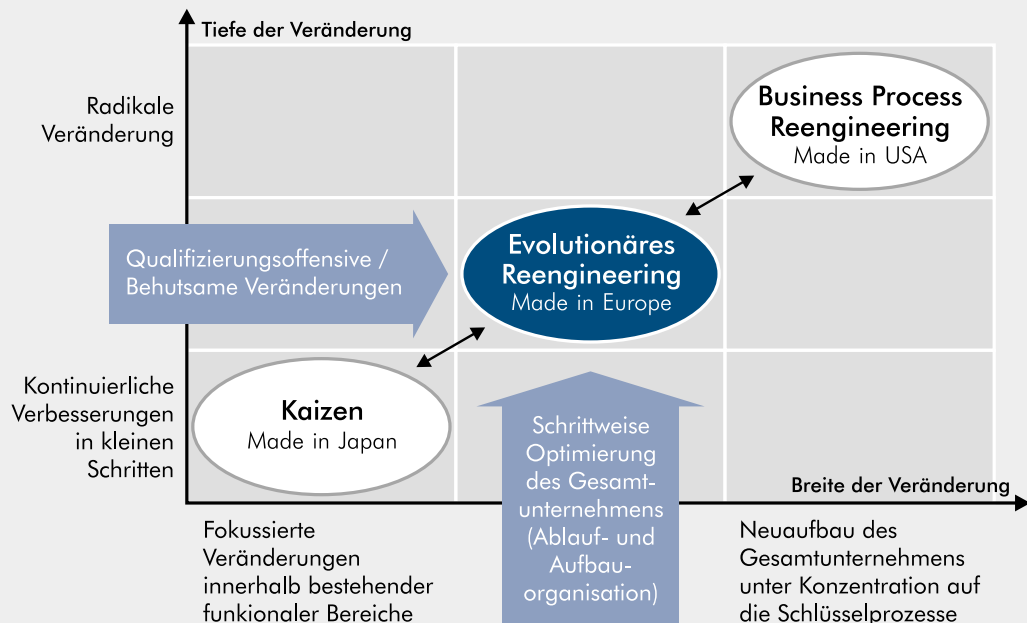 Tiefe der Veränderung
Radikale
Veränderung
Business Process
Reengineering
Made in USA
Qualifizierungsoffensive /
Behutsame Veränderungen
Evolutionäres
Reengineering
Made in Europe
Kontinuierliche
Verbesserungen
in kleinen
Schritten
Kaizen
Made in Japan
Schrittweise
Optimierung
des Gesamt-
unternehmens
(Ablauf- und
Aufbau-
organisation)
Breite der Veränderung
Fokussierte
Veränderungen
innerhalb bestehender
funkionaler Bereiche
Neuaufbau des
Gesamtunternehmens
unter Konzentration auf
die Schlüsselprozesse